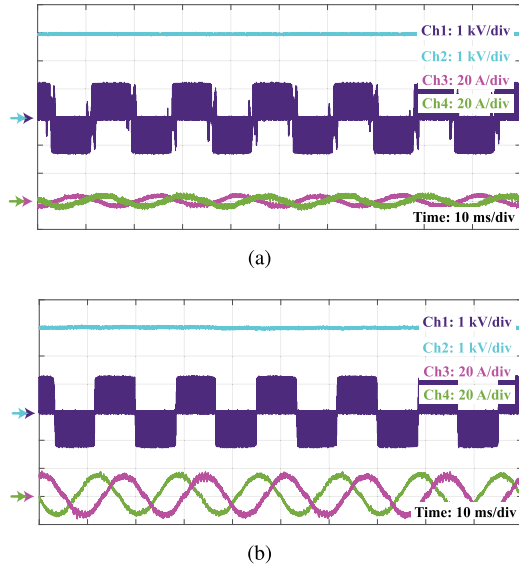 Ch1: 1 kV/div
Ch2: 1 kV/div
Ch3: 20 A/div
Ch4: 20 A/div
Time: 10 ms/div
(a)
Ch1: 1 kV/div
Ch2: 1 kV/div
Ch3: 20 A/div
Ch4: 20 A/div
Time: 10 ms/div
(b)